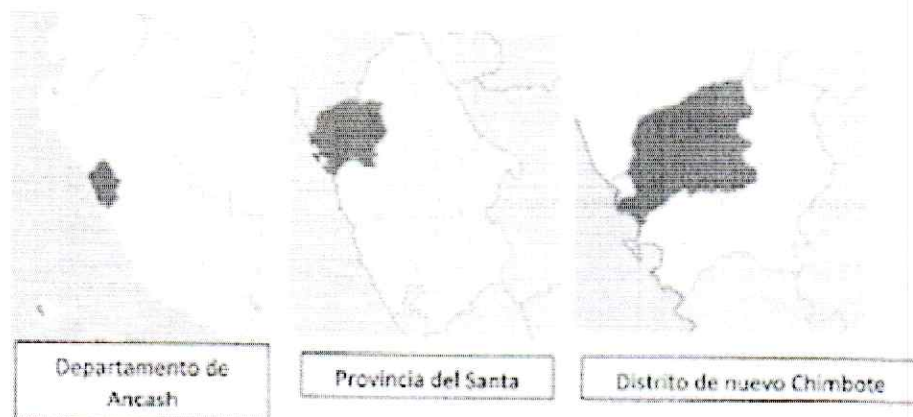 Departamento de
Ancash
Provincia del Santa
Distrito de nuevo Chimbote